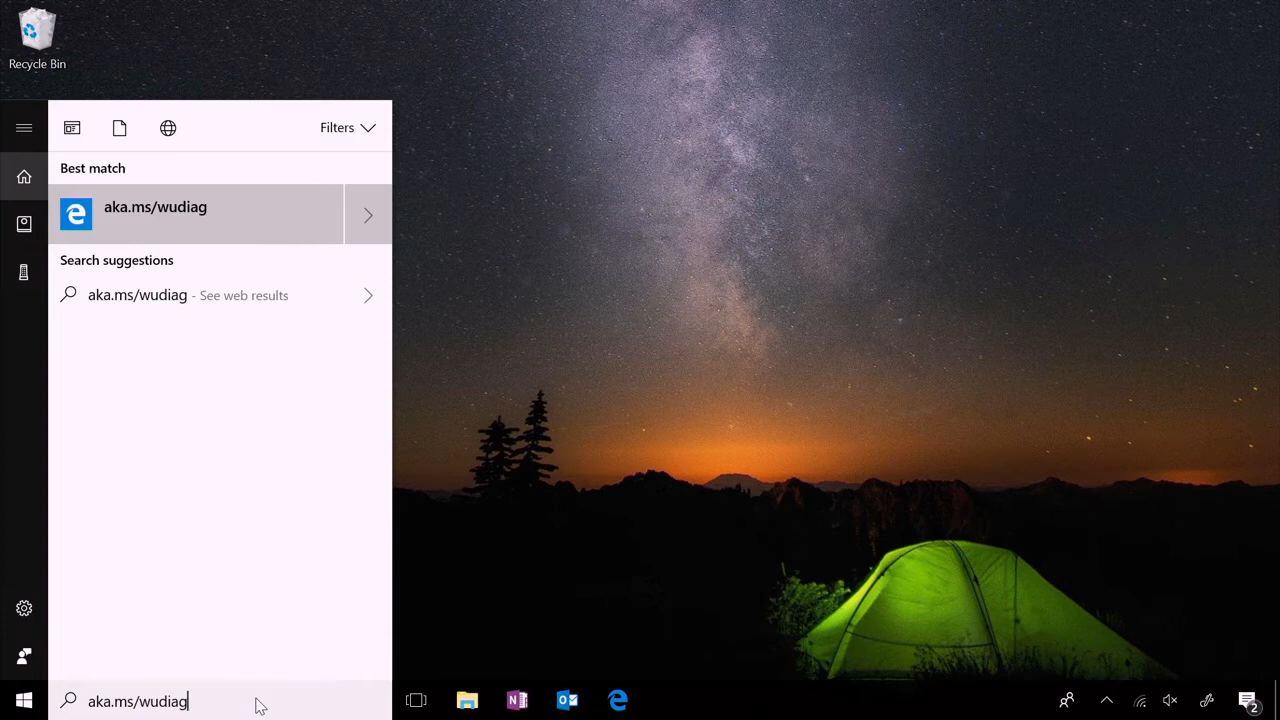 Recycle Bin
Filters
Best match
aka.ms/wudiag
Search suggestions
aka.ms/wudiag - See web results
aka.ms/wudiag
2